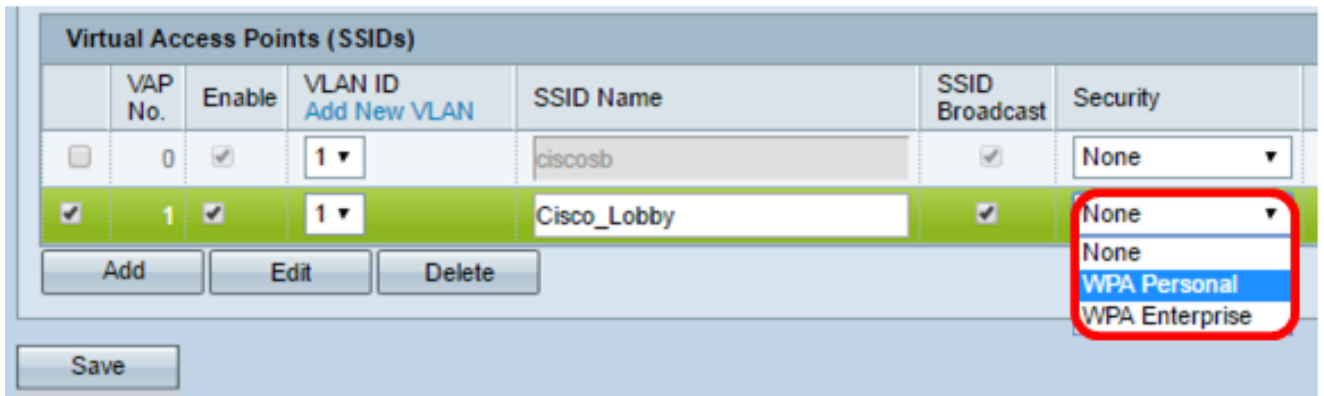 Virtual Access Points (SSIDs)
VAP No. Enable VLAN ID Add New VLAN SSID Name SSID Broadcast Security
0 1 ciscosb None
1 1 Cisco_Lobby None
None
WPA Personal
WPA Enterprise
Add Edit Delete
Save